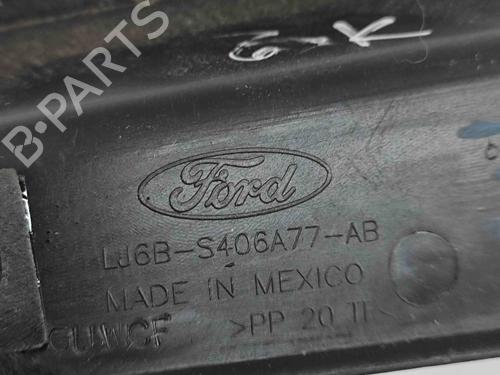 B-PARTS
Ford
LJ6B-S406A77-AB
MADE IN MEXICO
>PP 20